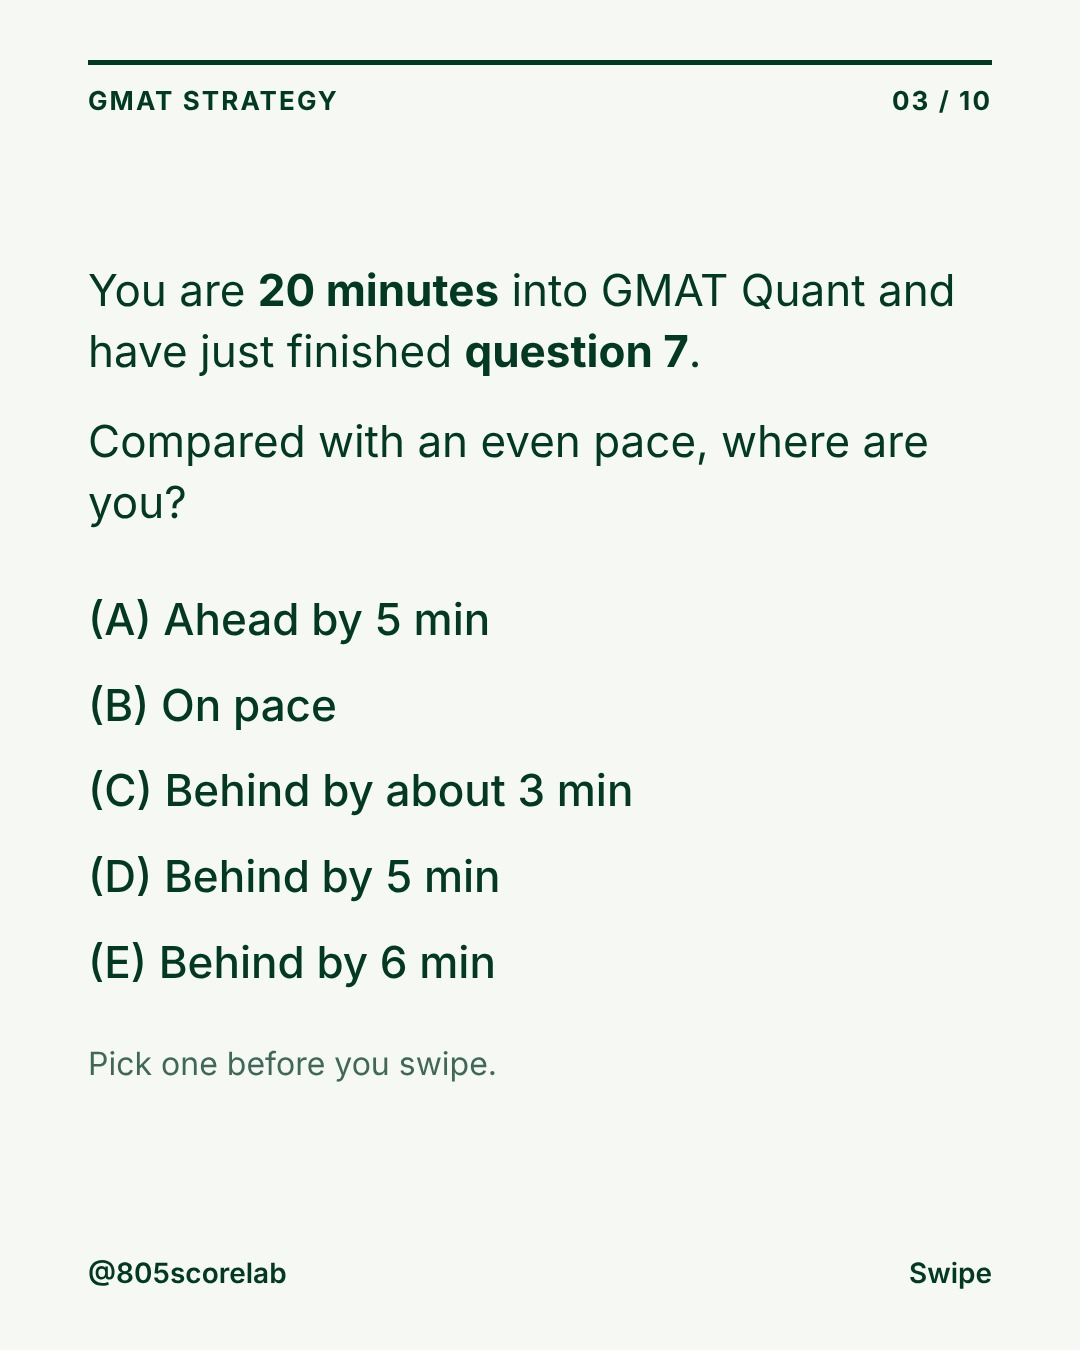 GMAT STRATEGY
03 / 10
You are 20 minutes into GMAT Quant and
have just finished question 7.
Compared with an even pace, where are
you?
(A) Ahead by 5 min
(B) On pace
(C) Behind by about 3 min
(D) Behind by 5 min
(E) Behind by 6 min
Pick one before you swipe.
@805scorelab
Swipe